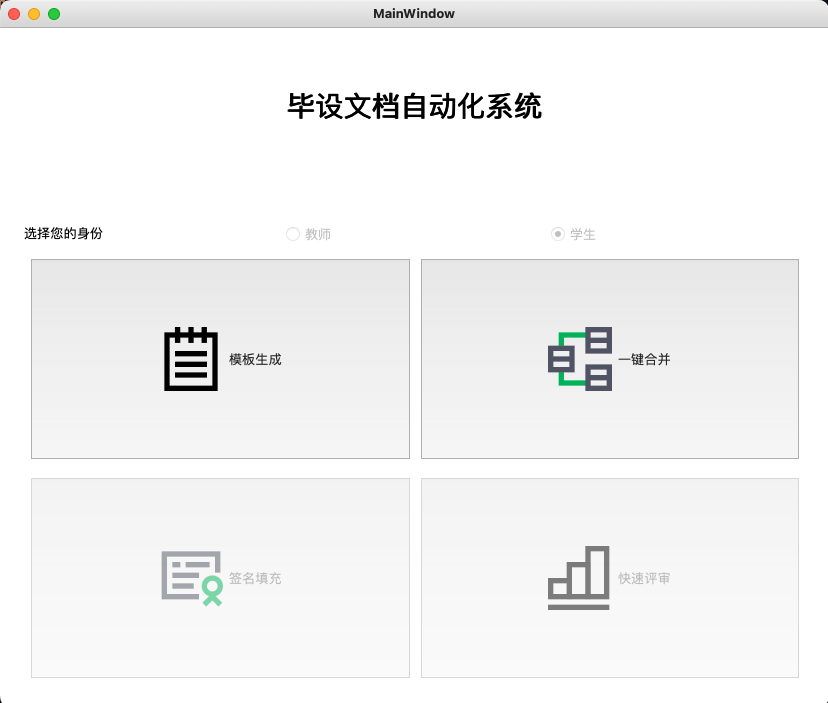 MainWindow
毕设文档自动化系统
选择您的身份
教师
学生
模板生成
一键合并
签名填充
快速评审